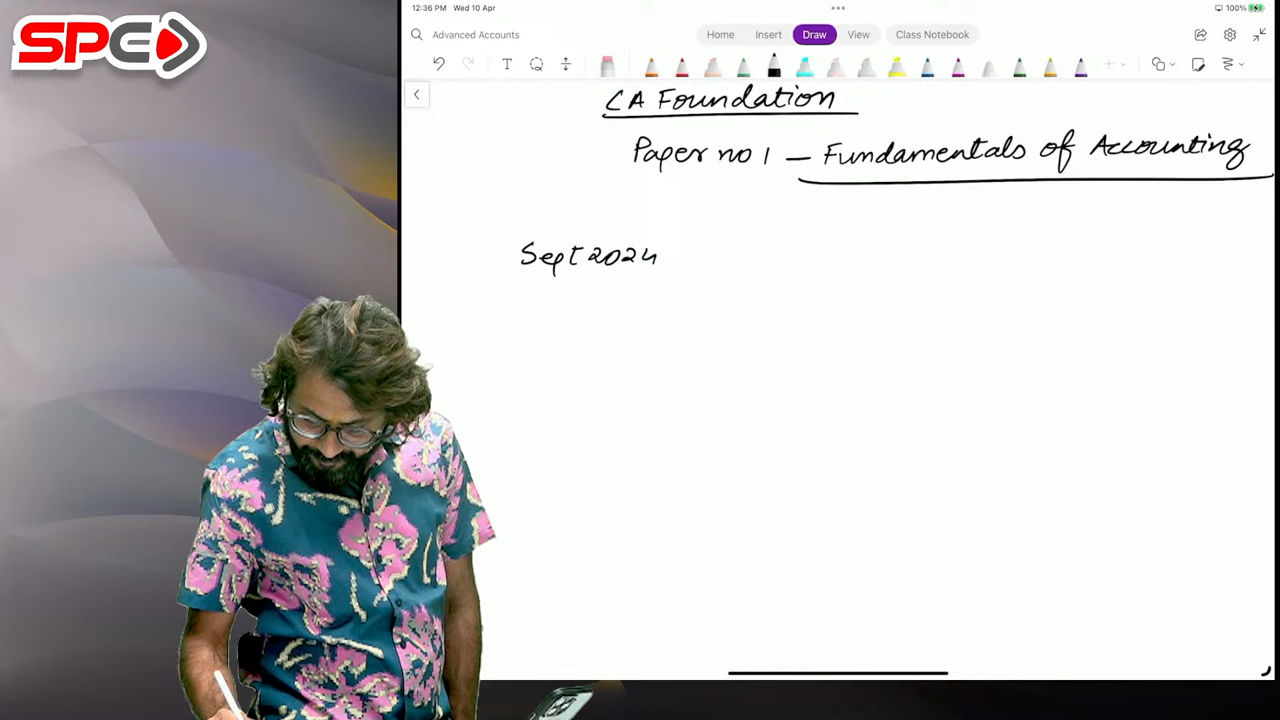 SPC
12:36 PM Wed 10 Apr
100%
Advanced Accounts
Home Insert Draw View Class Notebook
CA Foundation
Paper no 1 – Fundamentals of Accounting
Sept 2024